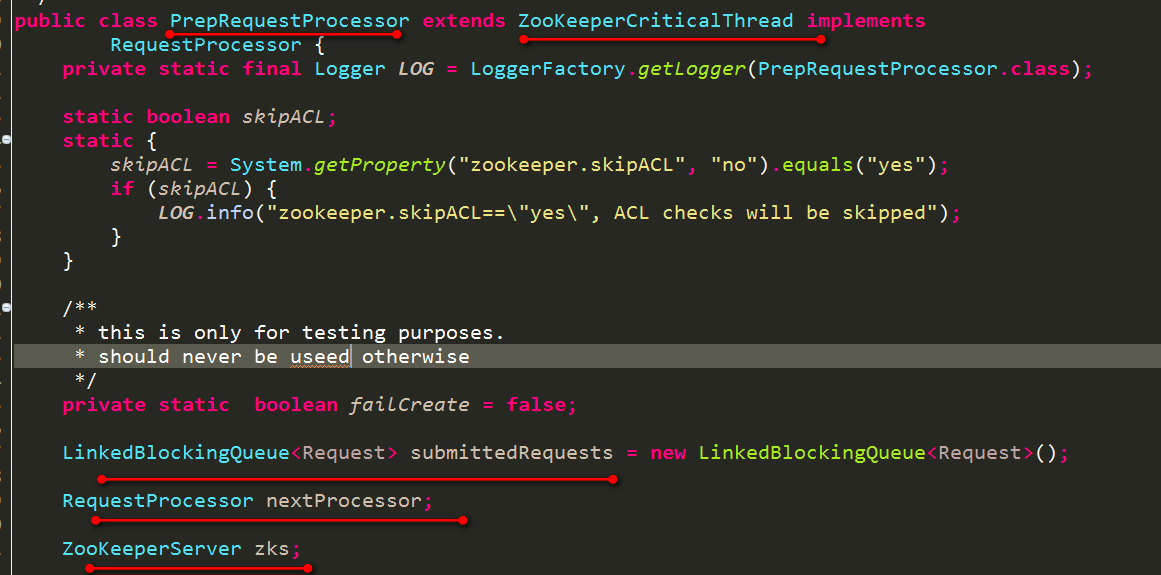 public class PrepRequestProcessor extends ZooKeeperCriticalThread implements
RequestProcessor {
private static final Logger LOG = LoggerFactory.getLogger(PrepRequestProcessor.class);
static boolean skipACL;
static {
skipACL = System.getProperty("zookeeper.skipACL", "no").equals("yes");
if (skipACL) {
LOG.info("zookeeper.skipACL==\"yes\", ACL checks will be skipped");
}
}
/**
* this is only for testing purposes.
* should never be useed otherwise
*/
private static  boolean failCreate = false;
LinkedBlockingQueue<Request> submittedRequests = new LinkedBlockingQueue<Request>();
RequestProcessor nextProcessor;
ZooKeeperServer zks;